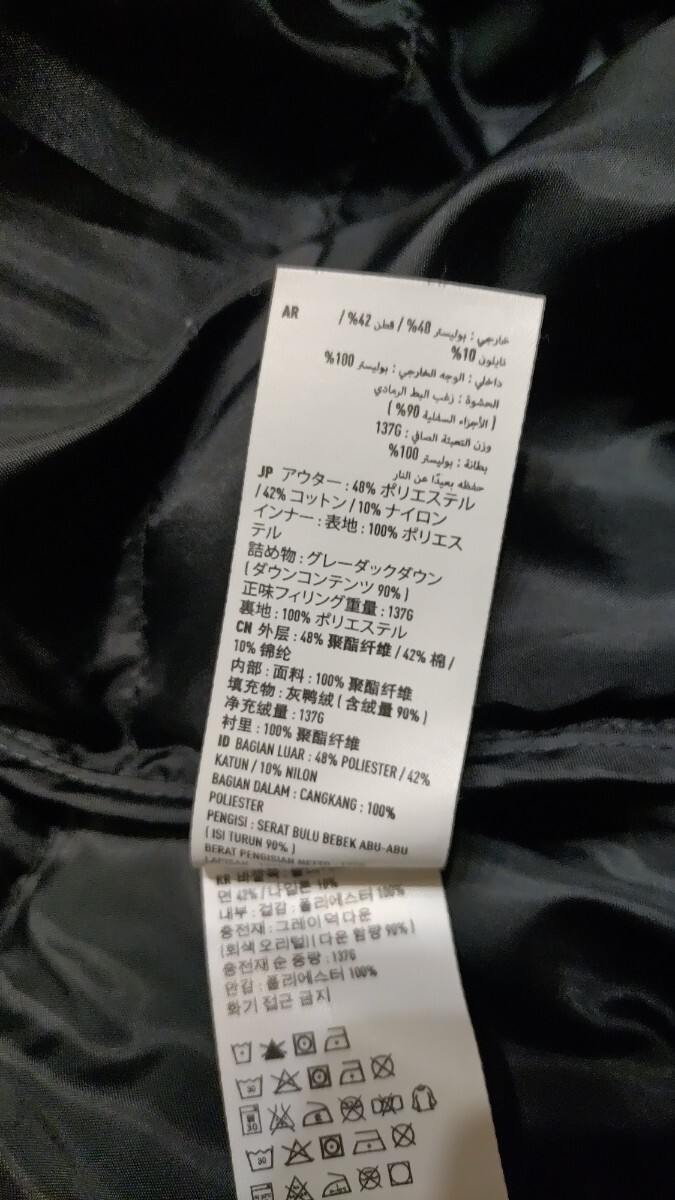 AR خارجي : بوليستر 48% / قطن 42% /
نايلون 10%
داخلي : الوجه الخارجي : بوليستر 100%
الحشوة : زغب البط الرمادي
( الأجزاء السفلية 90% )
وزن التعبئة الصافي : 137G
بطانة : بوليستر 100%
حفظه بعيدًا عن النار
JP アウター : 48% ポリエステル
/ 42% コットン / 10% ナイロン
インナー : 表地 : 100% ポリエス
テル
詰め物 : グレーダックダウン
( ダウンコンテンツ 90% )
正味フィリング重量 : 137G
裏地 : 100% ポリエステル
CN 外层 : 48% 聚酯纤维 / 42% 棉 /
10% 锦纶
内部 : 面料 : 100% 聚酯纤维
填充物 : 灰鸭绒 ( 含绒量 90% )
净充绒量 : 137G
衬里 : 100% 聚酯纤维
ID BAGIAN LUAR : 48% POLIESTER / 42%
KATUN / 10% NILON
BAGIAN DALAM : CANGKANG : 100%
POLIESTER
PENGISI : SERAT BULU BEBEK ABU-ABU
( ISI TURUN 90% )
BERAT PENGISIAN NETTO
KR
면 42% / 나일론 10%
내부 : 겉감 : 폴리에스터 100%
충전재 : 그레이 덕 다운
(회색 오리털) ( 다운 함량 90% )
충전재 순 중량 : 137G
안감 : 폴리에스터 100%
화기 접근 금지
30
30
30